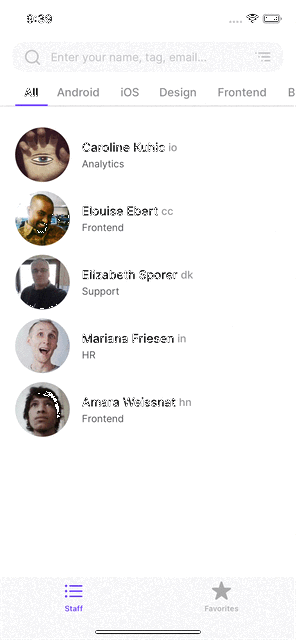 9:39
Enter your name, tag, email...
All Android iOS Design Frontend B
Caroline Kuhic io
Analytics
Elouise Ebert cc
Frontend
Elizabeth Sporer dk
Support
Mariana Friesen in
HR
Amara Weissnat hn
Frontend
Staff Favorites